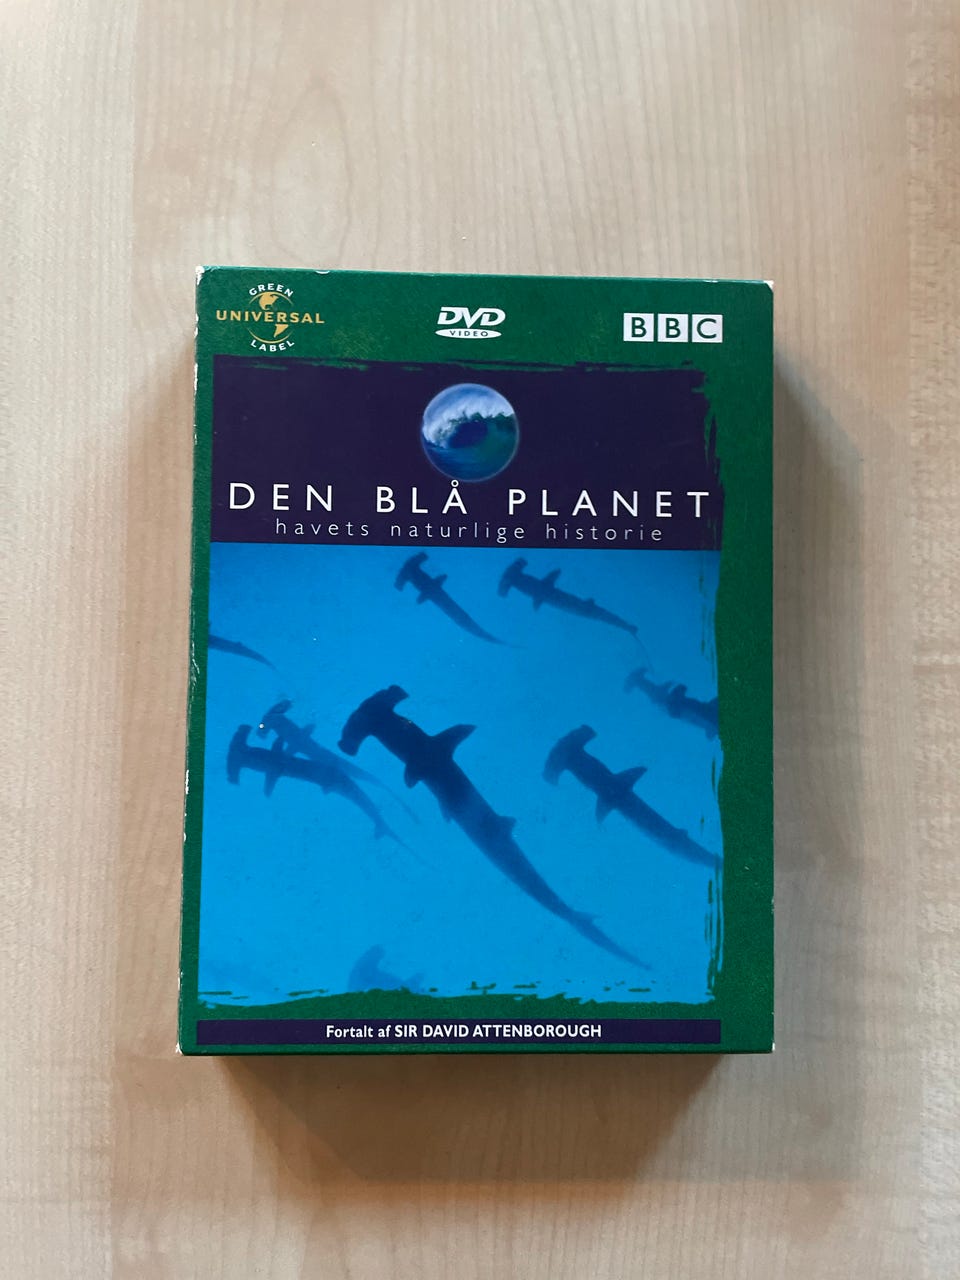 GREEN
UNIVERSAL
LABEL
DVD
VIDEO
BBC
DEN BLÅ PLANET
havets naturlige historie
Fortalt af SIR DAVID ATTENBOROUGH